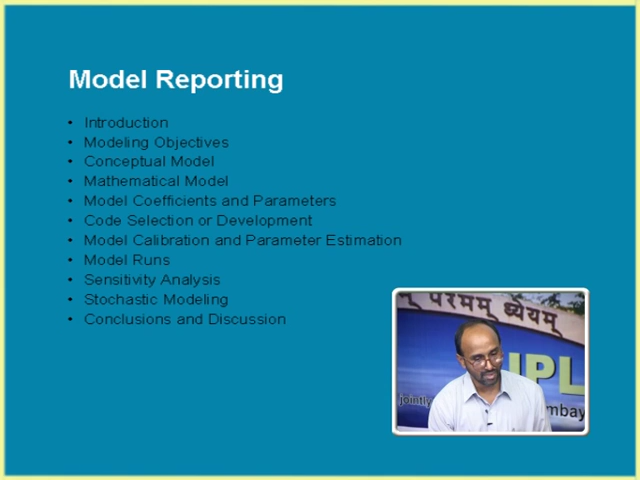 Model Reporting
• Introduction
• Modeling Objectives
• Conceptual Model
• Mathematical Model
• Model Coefficients and Parameters
• Code Selection or Development
• Model Calibration and Parameter Estimation
• Model Runs
• Sensitivity Analysis
• Stochastic Modeling
• Conclusions and Discussion
परमम् ध्येयम्
IPL
jointly
mbay